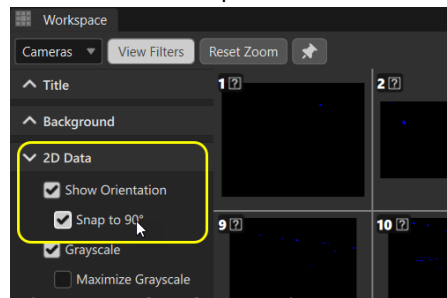 Workspace
Cameras View Filters Reset Zoom
Title
1 ? 2 ?
Background
2D Data
Show Orientation
Snap to 90°
9 ? 10 ?
Grayscale
Maximize Grayscale